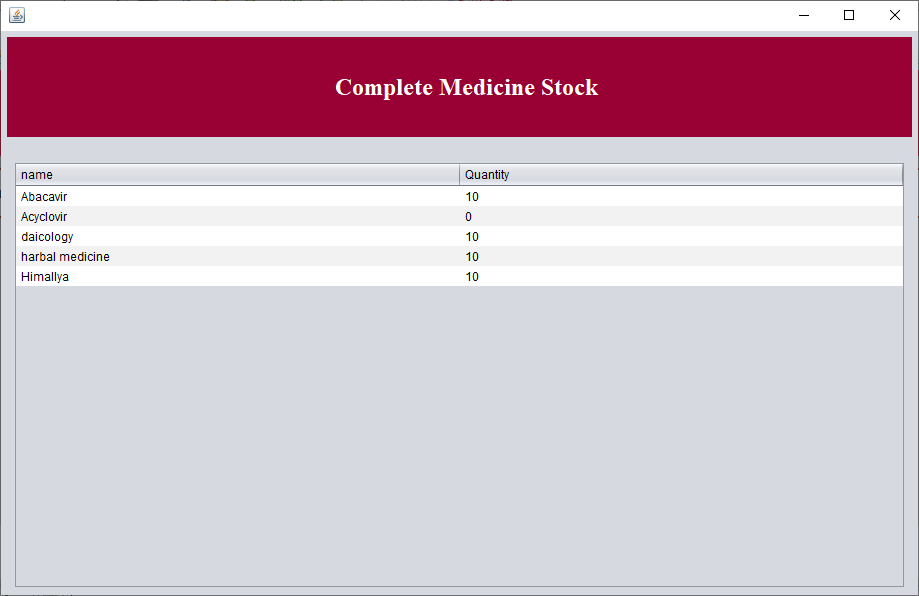 Complete Medicine Stock
name Quantity
Abacavir 10
Acyclovir 0
daicology 10
harbal medicine 10
Himallya 10